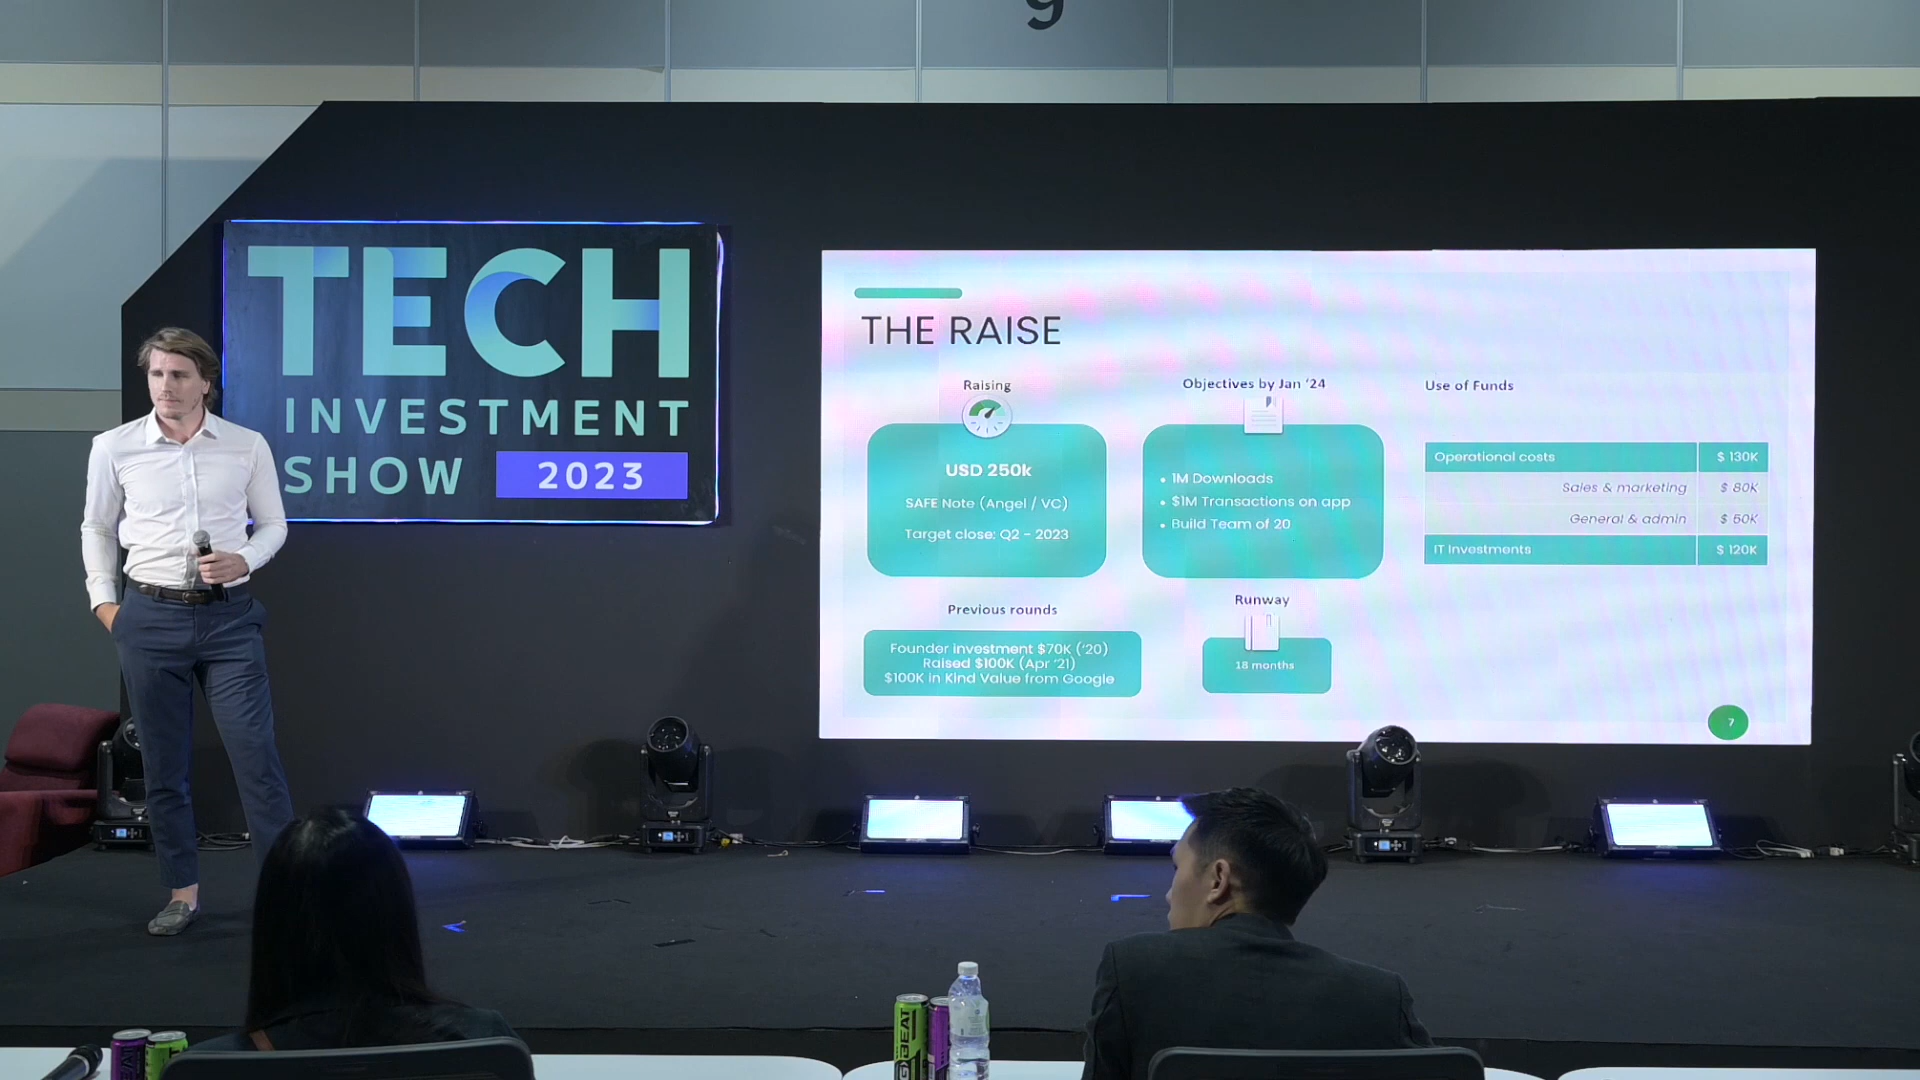 9
TECH
INVESTMENT
SHOW 2023
THE RAISE
Raising
USD 250k
SAFE Note (Angel / VC)
Target close: Q2 - 2023
Objectives by Jan ‘24
• 1M Downloads
• $1M Transactions on app
• Build Team of 20
Use of Funds
Operational costs $ 130K
Sales & marketing $ 80K
General & admin $ 50K
IT Investments $ 120K
Previous rounds
Founder investment $70K (‘20)
Raised $100K (Apr ‘21)
$100K in Kind Value from Google
Runway
18 months
7
BEAT